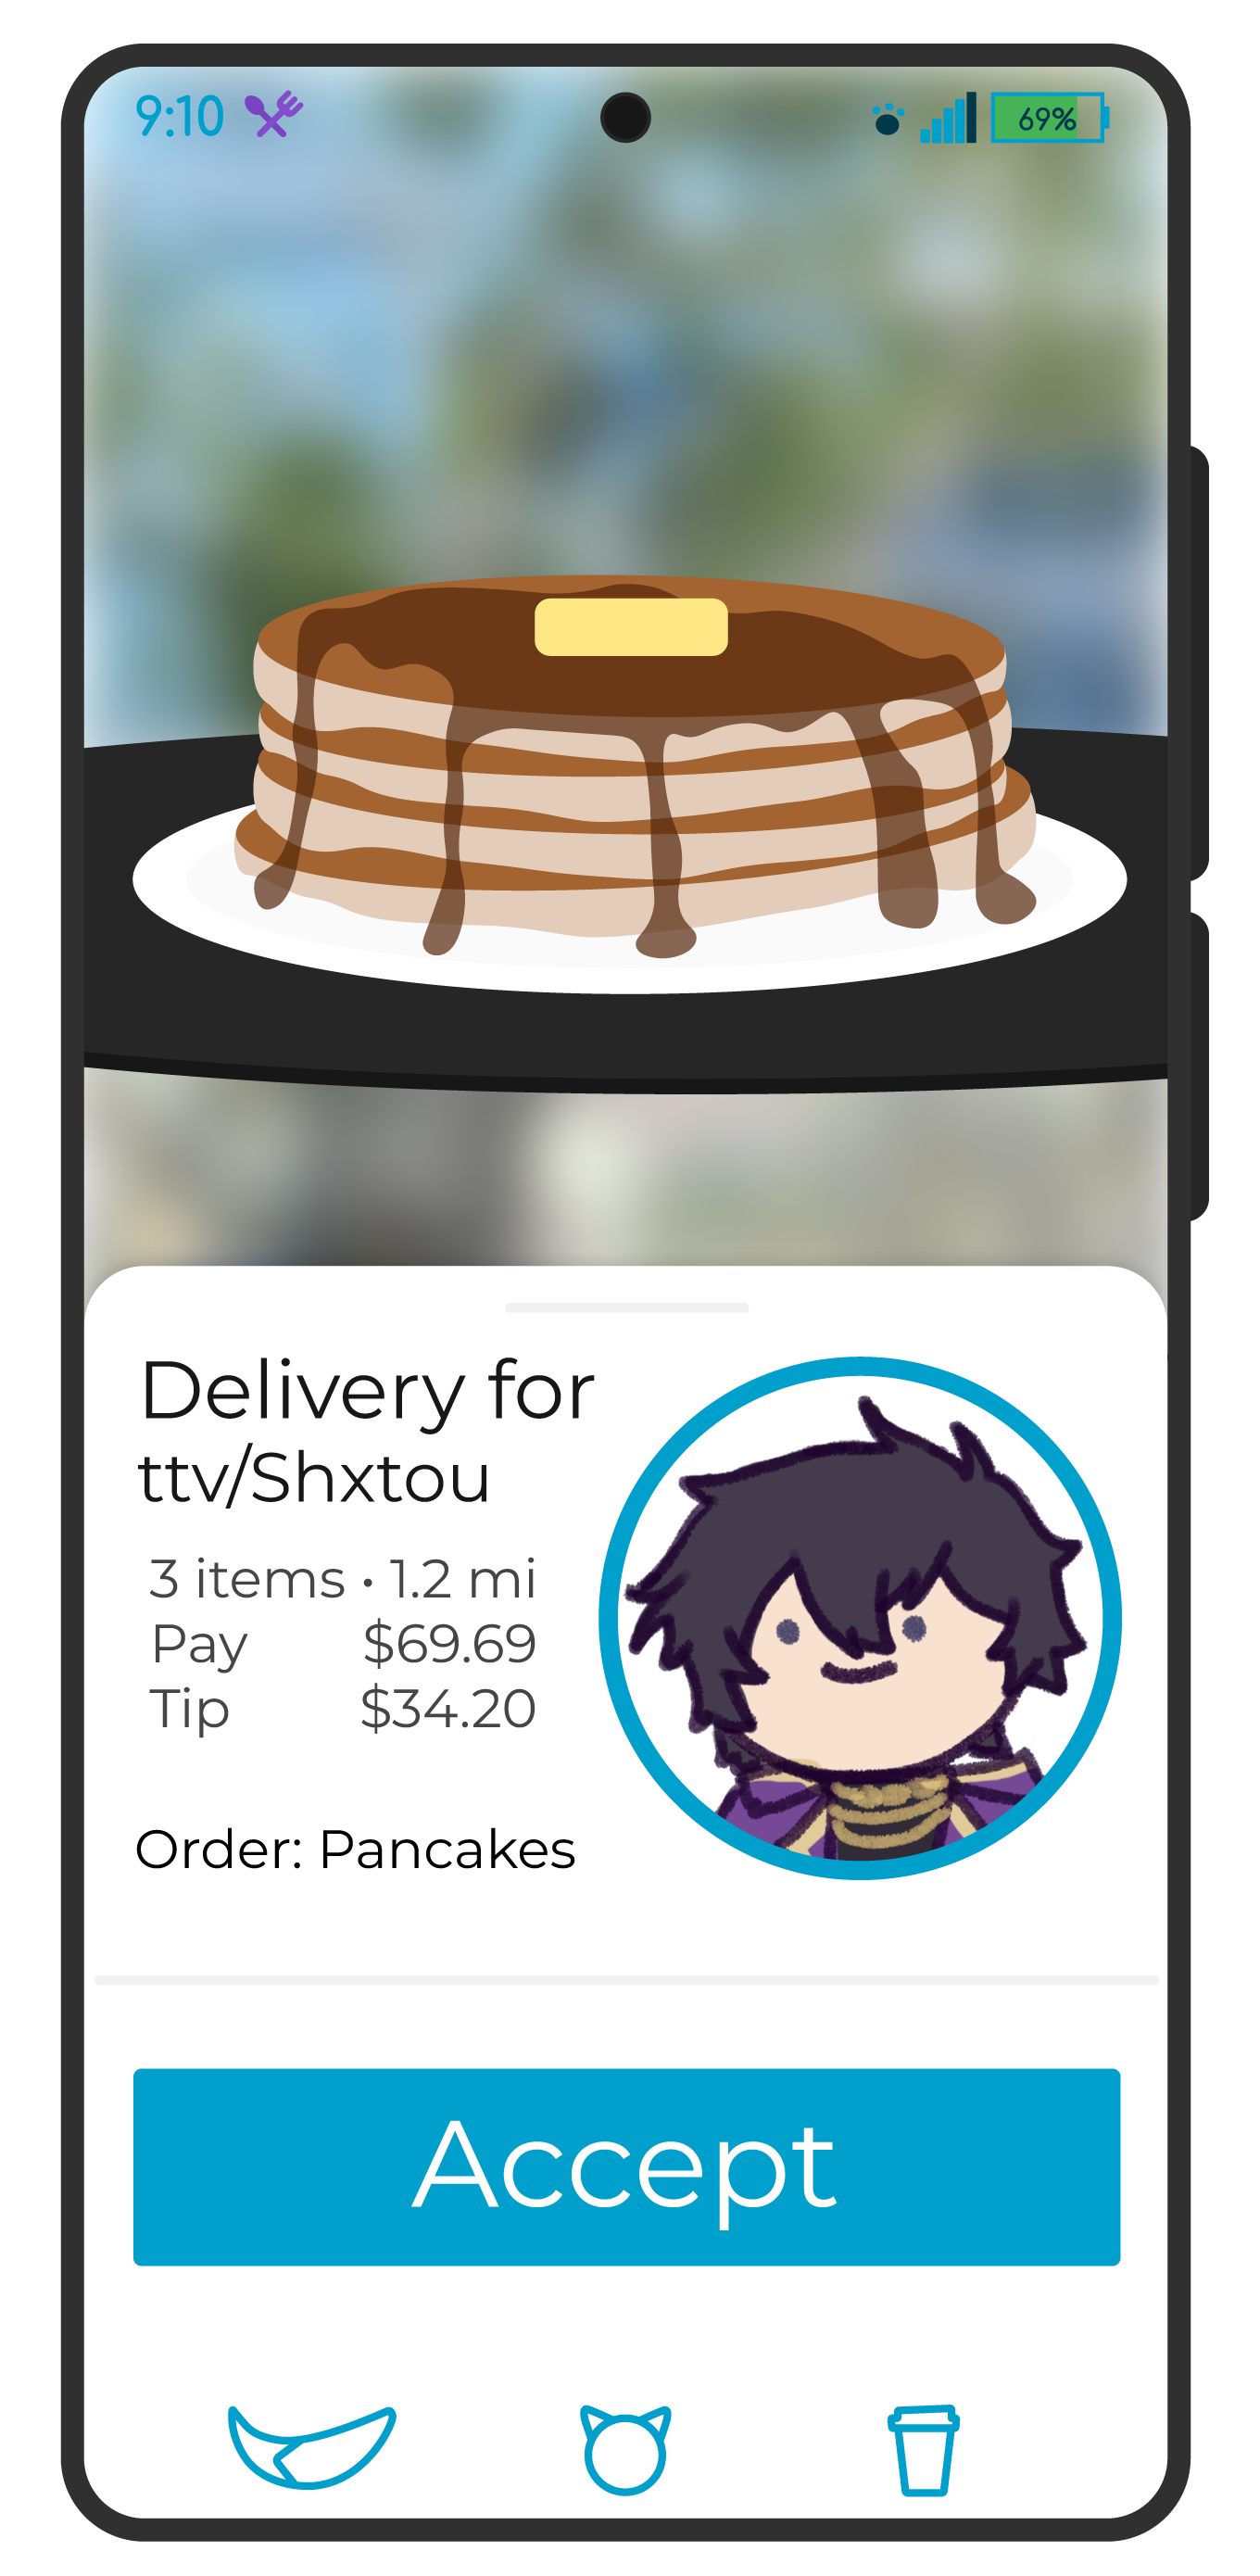 9:10
69%
Delivery for
ttv/Shxtou
3 items • 1.2 mi
Pay $69.69
Tip $34.20
Order: Pancakes
Accept